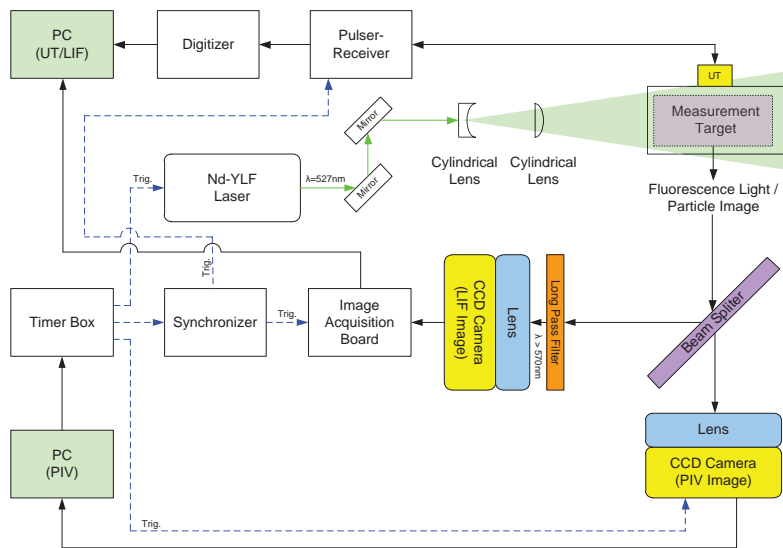 PC
(UT/LIF)
Digitizer
Pulser-
Receiver
UT
Measurement
Target
Mirror
Mirror
Cylindrical
Lens
Cylindrical
Lens
Trig.
Nd-YLF
Laser
λ=527nm
Fluorescence Light /
Particle Image
Trig.
Timer Box
Synchronizer
Trig.
Image
Acquisition
Board
CCD Camera
(LIF Image)
Lens
λ > 570nm
Long Pass Filter
Beam Spliter
PC
(PIV)
Lens
CCD Camera
(PIV Image)
Trig.